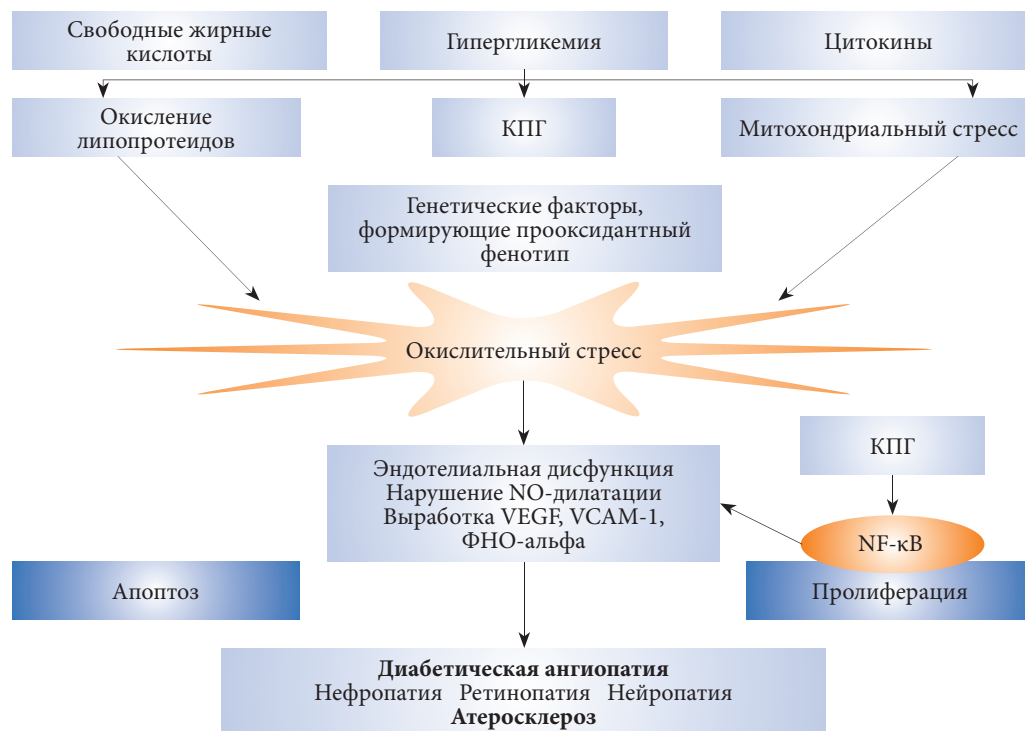 Свободные жирные
кислоты
Гипергликемия
Цитокины
Окисление
липопротеидов
КПГ
Митохондриальный стресс
Генетические факторы,
формирующие прооксидантный
фенотип
Окислительный стресс
КПГ
Эндотелиальная дисфункция
Нарушение NO-дилатации
Выработка VEGF, VCAM-1,
ФНО-альфа
NF-κB
Апоптоз
Пролиферация
Диабетическая ангиопатия
Нефропатия Ретинопатия Нейропатия
Атеросклероз